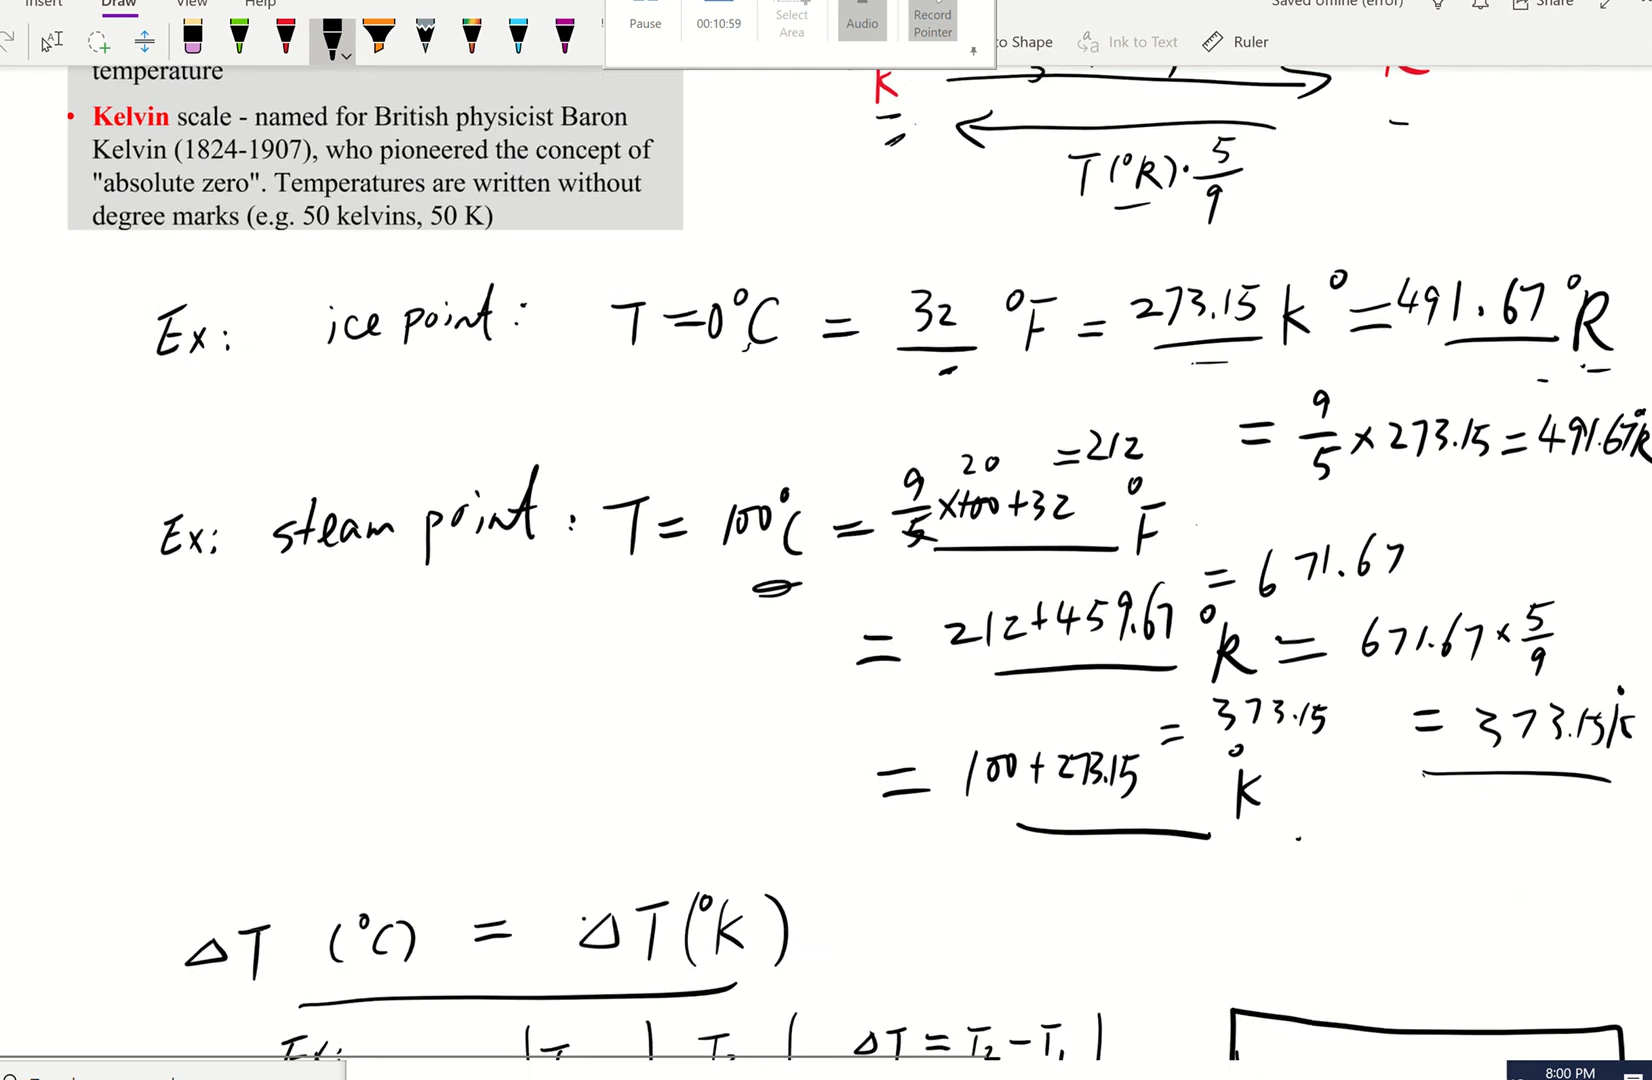 Insert Draw View Help
Pause 00:10:59 Select Area Audio Record Pointer
Saved offline (error) Share
to Shape Ink to Text Ruler
temperature
• Kelvin scale - named for British physicist Baron
Kelvin (1824-1907), who pioneered the concept of
"absolute zero". Temperatures are written without
degree marks (e.g. 50 kelvins, 50 K)
K
T(°R)·5/9
Ex: ice point: T=0°C = 32 °F = 273.15 K° = 491.67 °R
= 9/5 × 273.15 = 491.67°R
20 =212
Ex: steam point: T= 100°C = 9/5 ×100+32 °F
= 671.67
= 212+459.67 °R = 671.67 × 5/9
= 373.15 = 373.15°K
= 100+273.15 °K
ΔT (°C) = ΔT(°K)
Ex: ΔT = T2 - T1
8:00 PM